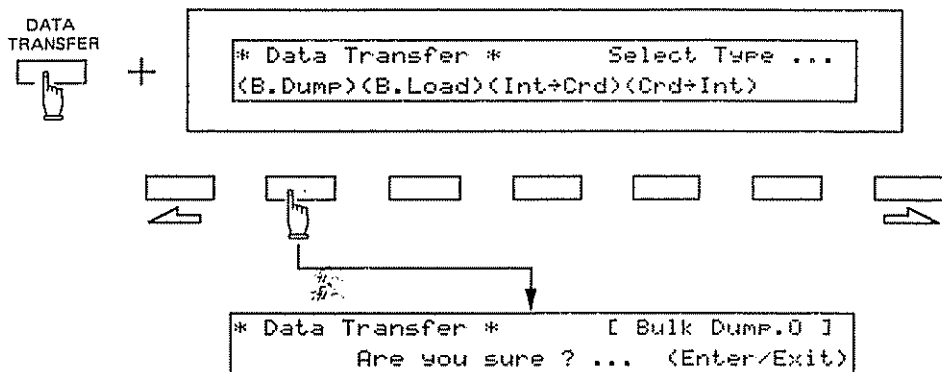 DATA
TRANSFER
+
* Data Transfer * Select Type ...
(B.Dump)(B.Load)(Int→Crd)(Crd→Int)
* Data Transfer * [ Bulk Dump.O ]
Are you sure ? ... (Enter/Exit)